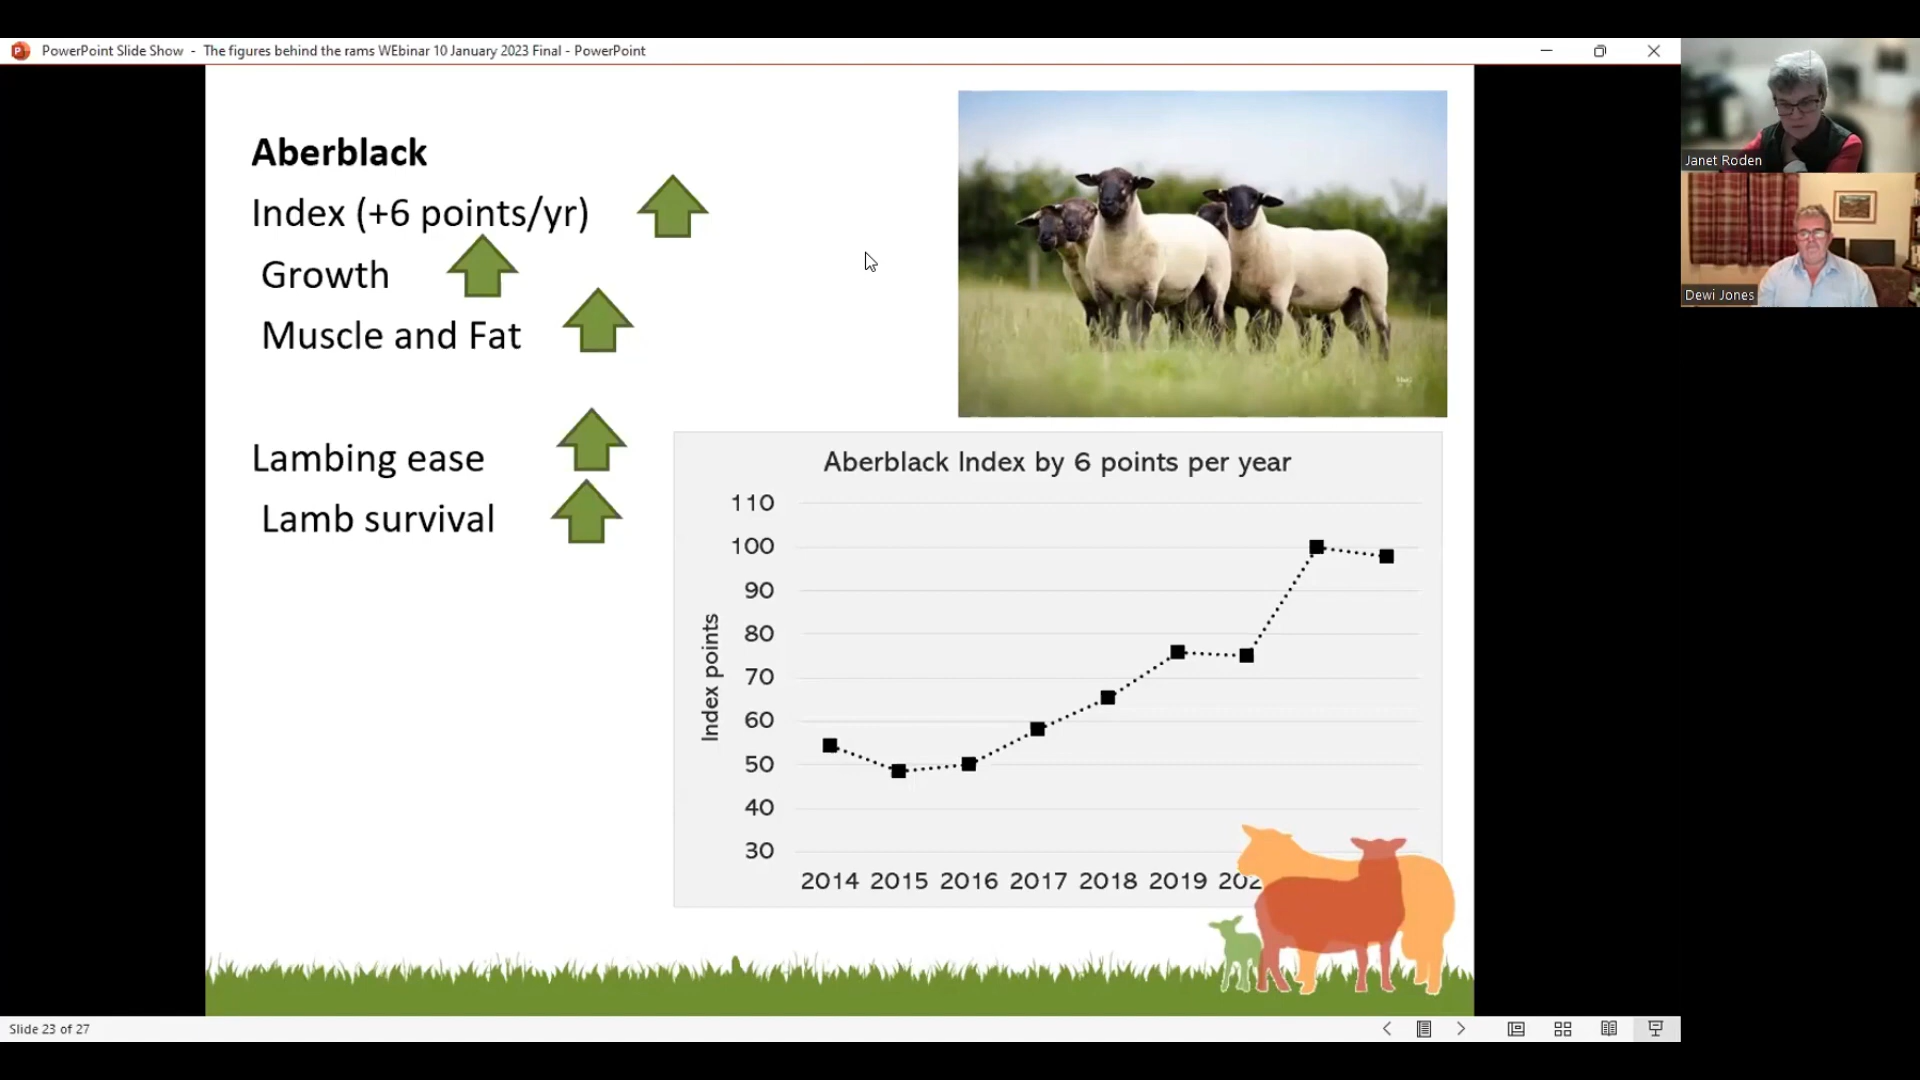 PowerPoint Slide Show - The figures behind the rams WEbinar 10 January 2023 Final - PowerPoint
Janet Roden
Dewi Jones
Aberblack
Index (+6 points/yr)
Growth
Muscle and Fat
Lambing ease
Lamb survival
Aberblack Index by 6 points per year
Index points
110
100
90
80
70
60
50
40
30
2014 2015 2016 2017 2018 2019 202
Slide 23 of 27